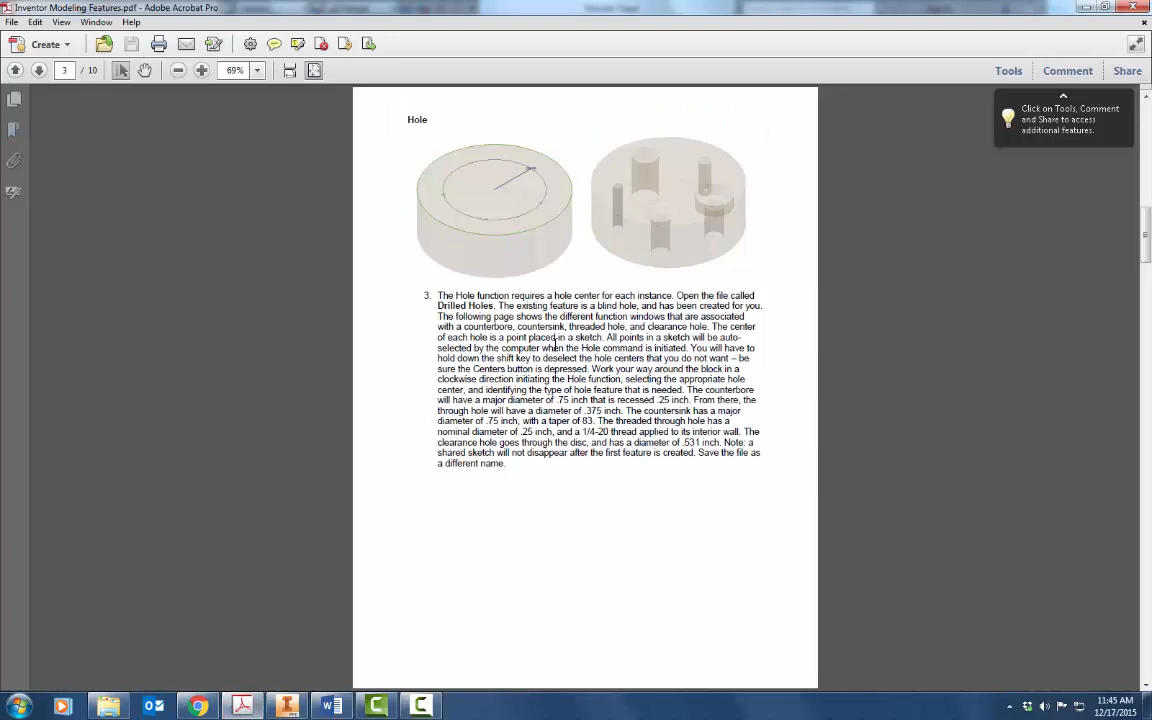 Inventor Modeling Features.pdf - Adobe Acrobat Pro
File Edit View Window Help
Create
3 / 10 69% Tools Comment Share
Click on Tools, Comment
and Share to access
additional features.
Hole
3. The Hole function requires a hole center for each instance. Open the file called
Drilled Holes. The existing feature is a blind hole, and has been created for you.
The following page shows the different function windows that are associated
with a counterbore, countersink, threaded hole, and clearance hole. The center
of each hole is a point placed in a sketch. All points in a sketch will be auto-
selected by the computer when the Hole command is initiated. You will have to
hold down the shift key to deselect the hole centers that you do not want – be
sure the Centers button is depressed. Work your way around the block in a
clockwise direction initiating the Hole function, selecting the appropriate hole
center, and identifying the type of hole feature that is needed. The counterbore
will have a major diameter of .75 inch that is recessed .25 inch. From there, the
through hole will have a diameter of .375 inch. The countersink has a major
diameter of .75 inch, with a taper of 83. The threaded through hole has a
nominal diameter of .25 inch, and a 1/4-20 thread applied to its interior wall. The
clearance hole goes through the disc, and has a diameter of .531 inch. Note: a
shared sketch will not disappear after the first feature is created. Save the file as
a different name.
11:45 AM
12/17/2015